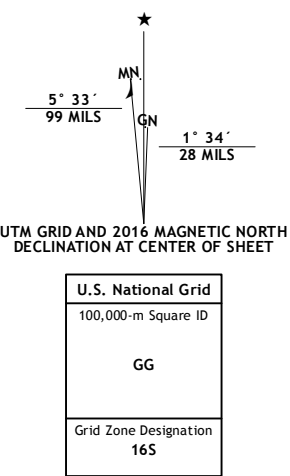 ★
MN.
5° 33´
99 MILS
GN
1° 34´
28 MILS
UTM GRID AND 2016 MAGNETIC NORTH
DECLINATION AT CENTER OF SHEET
U.S. National Grid
100,000-m Square ID
GG
Grid Zone Designation
16S